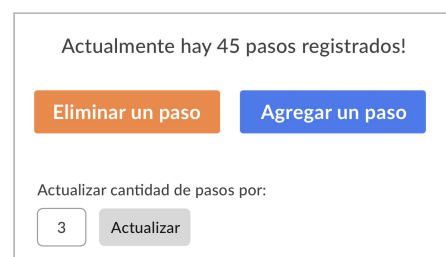 Actualmente hay 45 pasos registrados!
Eliminar un paso
Agregar un paso
Actualizar cantidad de pasos por:
3
Actualizar